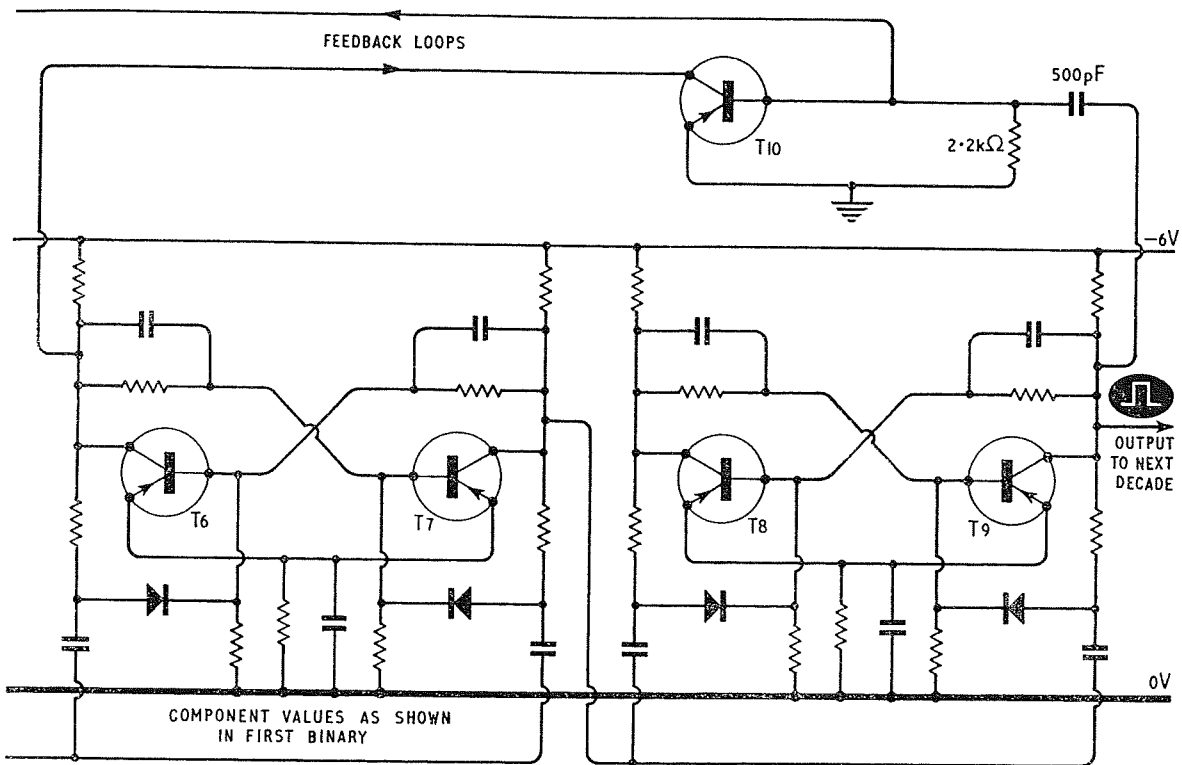 FEEDBACK LOOPS
500pF
T10
2·2kΩ
−6V
T6
T7
T8
T9
OUTPUT
TO NEXT
DECADE
0V
COMPONENT VALUES AS SHOWN
IN FIRST BINARY